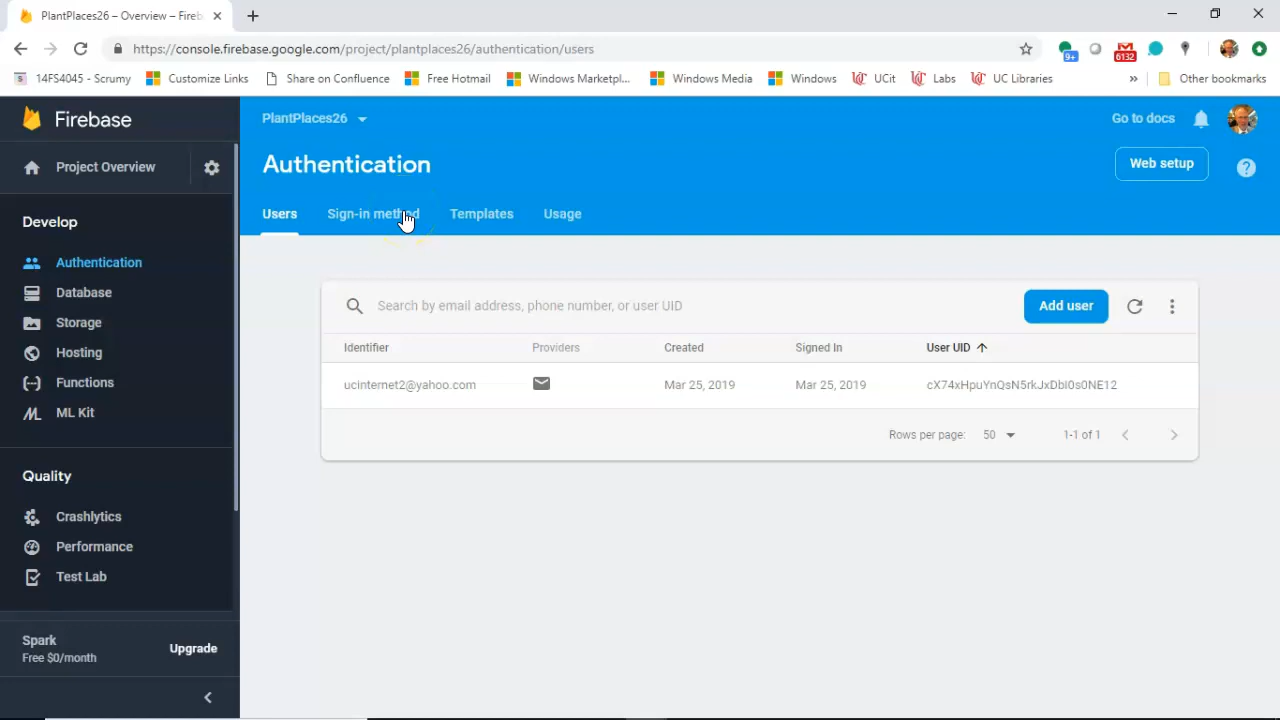 PlantPlaces26 – Overview – Fireb
https://console.firebase.google.com/project/plantplaces26/authentication/users
9+
6132
S 14FS4045 - Scrumy Customize Links Share on Confluence Free Hotmail Windows Marketpl... Windows Media Windows UCit Labs UC Libraries » Other bookmarks
Firebase
Project Overview
Develop
Authentication
Database
Storage
Hosting
Functions
ML Kit
Quality
Crashlytics
Performance
Test Lab
Spark
Free $0/month
Upgrade
PlantPlaces26
Go to docs
Authentication
Web setup
?
Users Sign-in method Templates Usage
Search by email address, phone number, or user UID
Add user
Identifier Providers Created Signed In User UID
ucinternet2@yahoo.com Mar 25, 2019 Mar 25, 2019 cX74xHpuYnQsN5rkJxDbI0s0NE12
Rows per page: 50 1-1 of 1